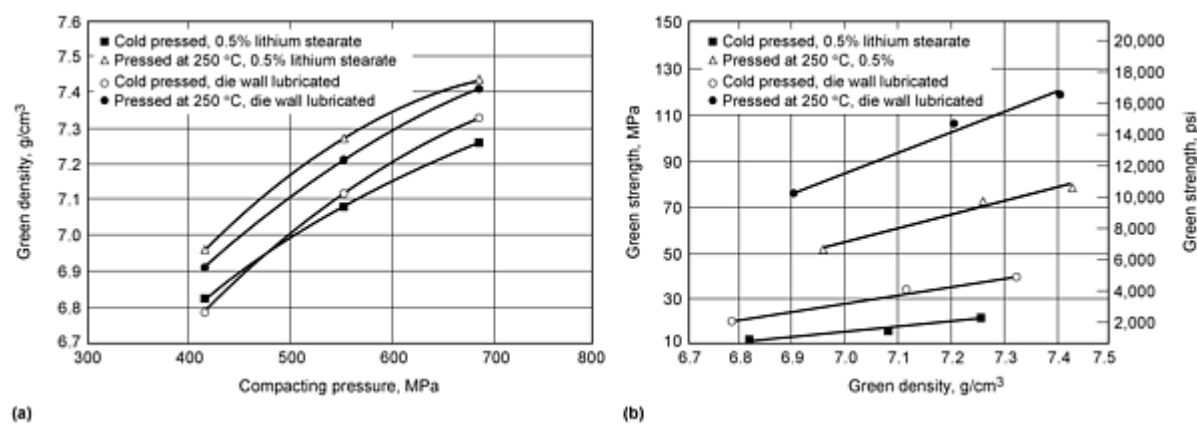 7.6
7.5
7.4
7.3
7.2
7.1
7.0
6.9
6.8
6.7
Green density, g/cm³
■ Cold pressed, 0.5% lithium stearate
△ Pressed at 250 °C, 0.5% lithium stearate
○ Cold pressed, die wall lubricated
● Pressed at 250 °C, die wall lubricated
300 400 500 600 700 800
Compacting pressure, MPa
(a)
150
130
110
90
70
50
30
10
Green strength, MPa
■ Cold pressed, 0.5% lithium stearate
△ Pressed at 250 °C, 0.5%
○ Cold pressed, die wall lubricated
● Pressed at 250 °C, die wall lubricated
20,000
18,000
16,000
14,000
12,000
10,000
8,000
6,000
4,000
2,000
Green strength, psi
6.7 6.8 6.9 7.0 7.1 7.2 7.3 7.4 7.5
Green density, g/cm³
(b)